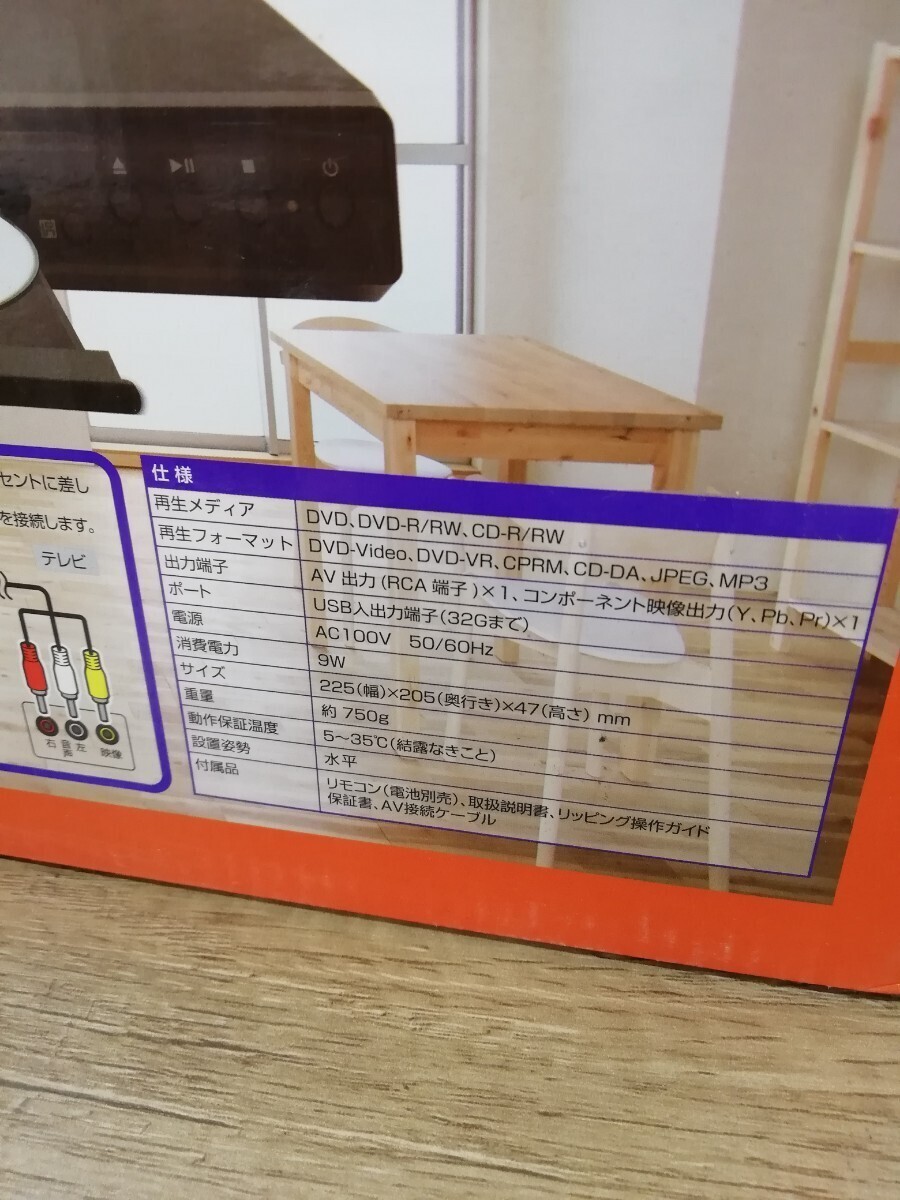 セントに差し
を接続します。
テレビ
右 音声 左 映像
仕様
再生メディア DVD、DVD-R/RW、CD-R/RW
再生フォーマット DVD-Video、DVD-VR、CPRM、CD-DA、JPEG、MP3
出力端子 AV出力(RCA端子)×1、コンポーネント映像出力(Y、Pb、Pr)×1
ポート USB入出力端子(32Gまで)
電源 AC100V 50/60Hz
消費電力 9W
サイズ 225(幅)×205(奥行き)×47(高さ) mm
重量 約 750g
動作保証温度 5〜35℃(結露なきこと)
設置姿勢 水平
付属品 リモコン(電池別売)、取扱説明書、リッピング操作ガイド
保証書、AV接続ケーブル